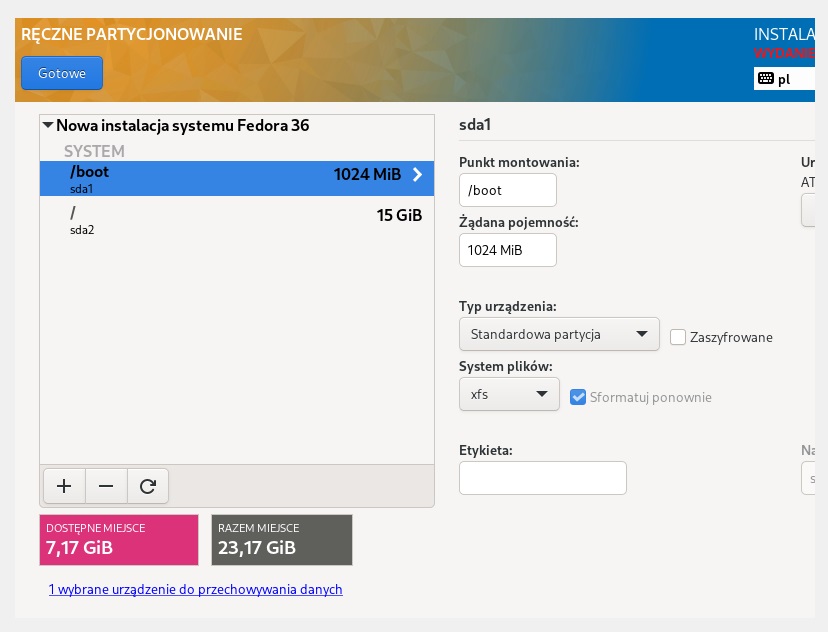 RĘCZNE PARTYCJONOWANIE
INSTALA
WYDANIE
Gotowe
pl
Nowa instalacja systemu Fedora 36
SYSTEM
/boot
1024 MiB
sda1
/
15 GiB
sda2
DOSTĘPNE MIEJSCE
7,17 GiB
RAZEM MIEJSCE
23,17 GiB
1 wybrane urządzenie do przechowywania danych
sda1
Punkt montowania:
/boot
Żądana pojemność:
1024 MiB
Typ urządzenia:
Standardowa partycja
Zaszyfrowane
System plików:
xfs
Sformatuj ponownie
Etykieta:
Ur
AT
Na
s